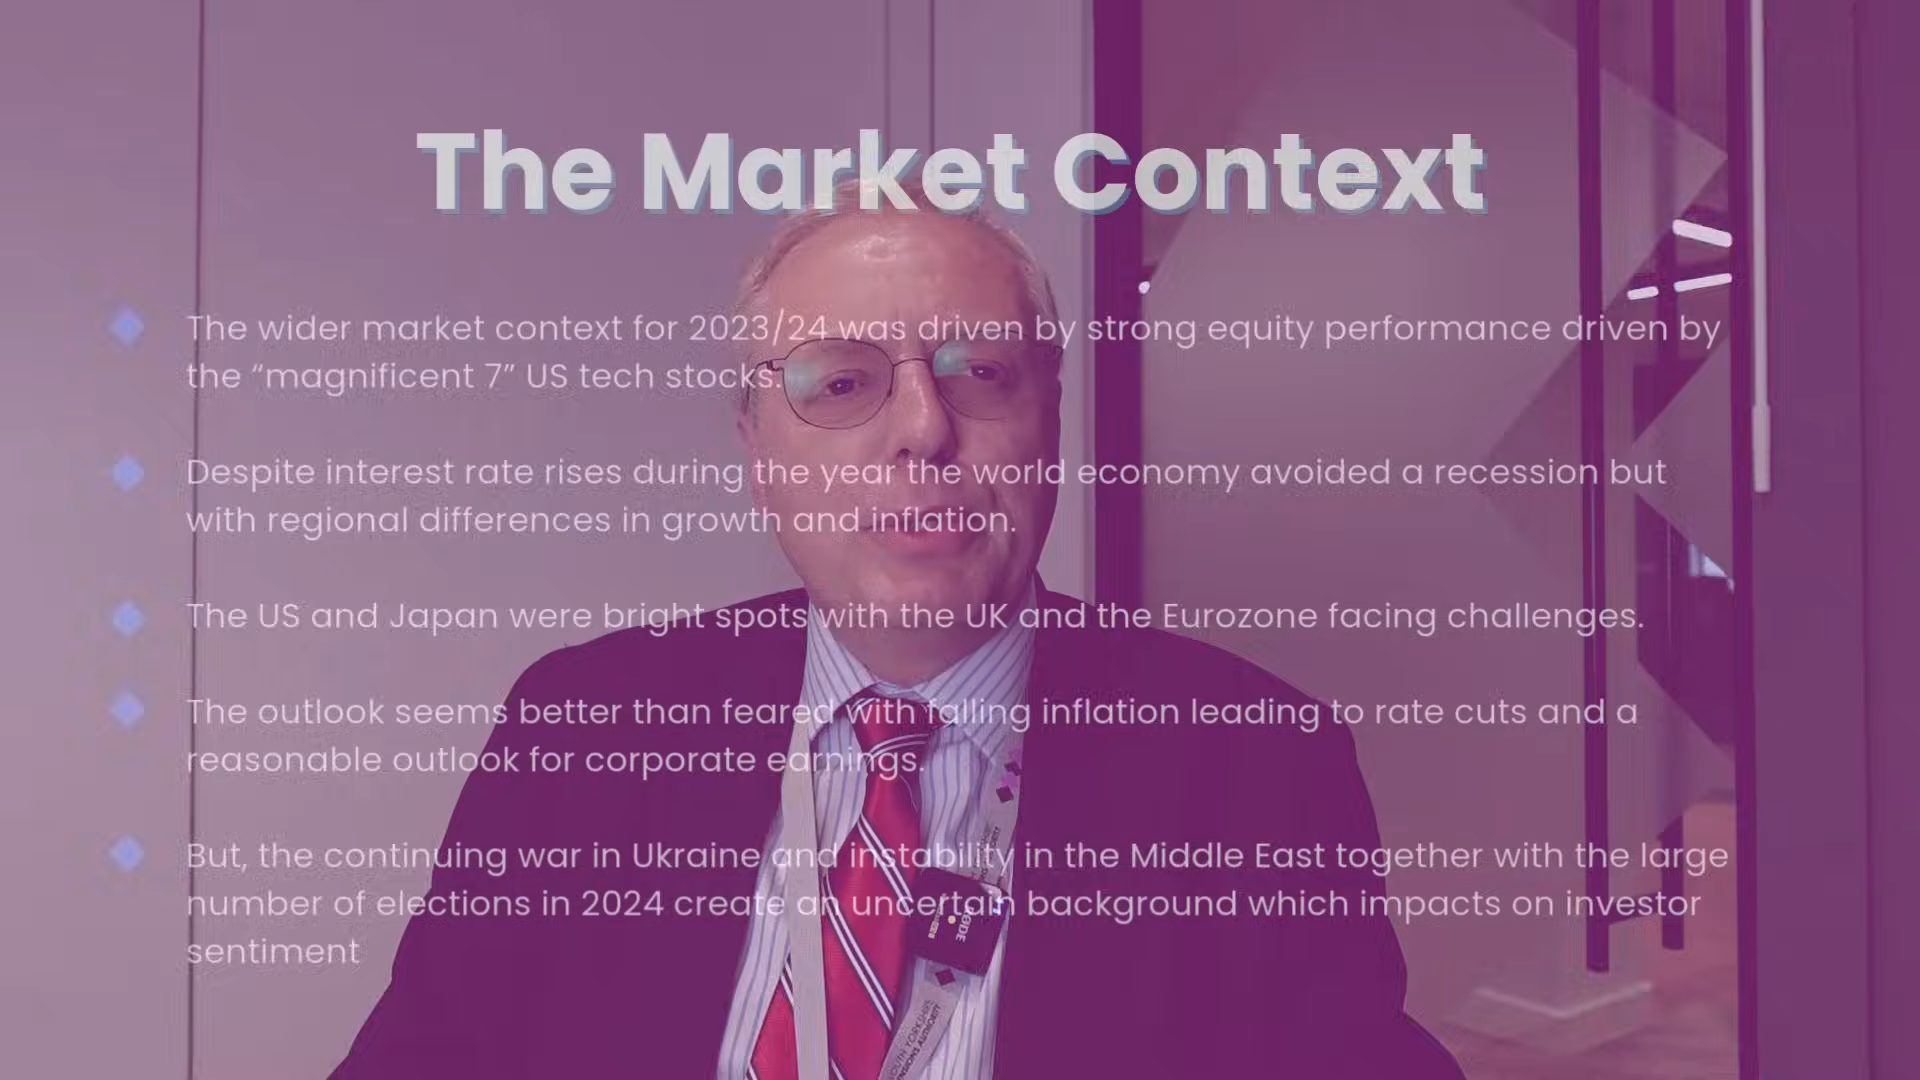 The Market Context
The wider market context for 2023/24 was driven by strong equity performance driven by
the “magnificent 7” US tech stocks.
Despite interest rate rises during the year the world economy avoided a recession but
with regional differences in growth and inflation.
The US and Japan were bright spots with the UK and the Eurozone facing challenges.
The outlook seems better than feared with falling inflation leading to rate cuts and a
reasonable outlook for corporate earnings.
But, the continuing war in Ukraine and instability in the Middle East together with the large
number of elections in 2024 create an uncertain background which impacts on investor
sentiment
RØDE
SOUTH YORKSHIRE
PENSIONS AUTHORITY